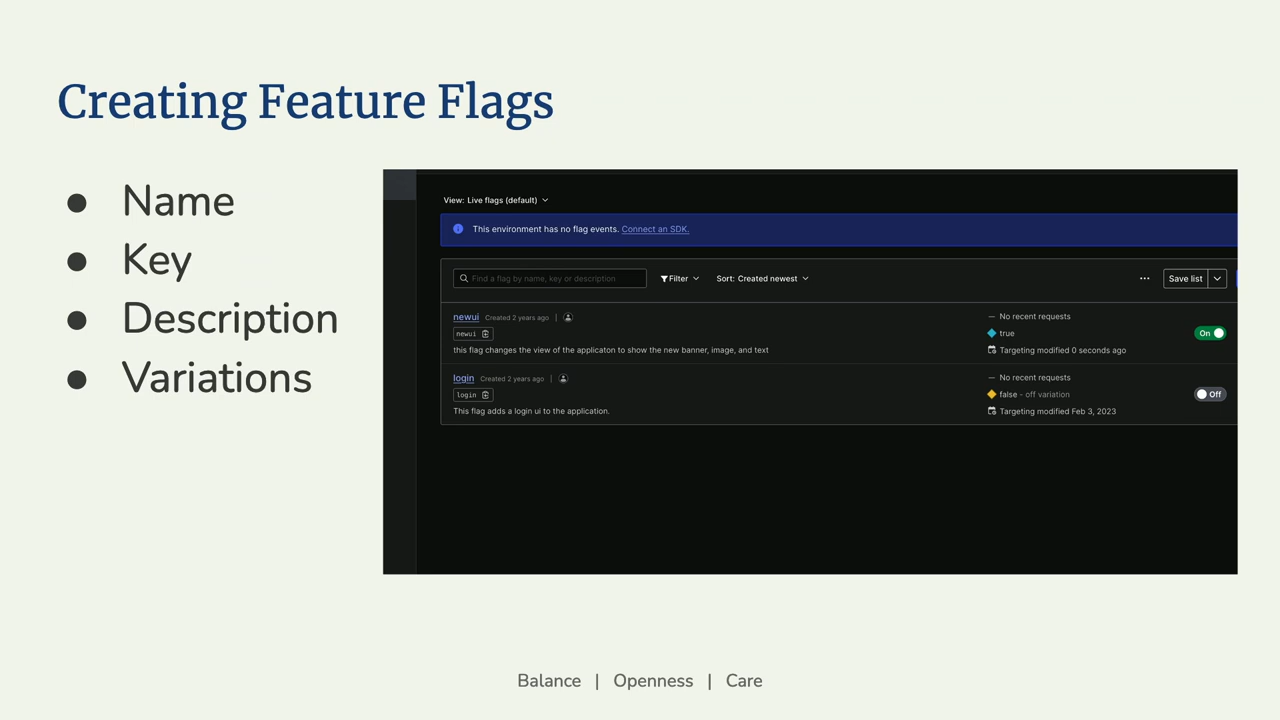 Creating Feature Flags
● Name
● Key
● Description
● Variations
View: Live flags (default)
This environment has no flag events. Connect an SDK.
Find a flag by name, key or description
Filter
Sort: Created newest
Save list
newui Created 2 years ago |
newui
this flag changes the view of the applicaton to show the new banner, image, and text
— No recent requests
true
Targeting modified 0 seconds ago
On
login Created 2 years ago |
login
This flag adds a login ui to the application.
— No recent requests
false - off variation
Targeting modified Feb 3, 2023
Off
Balance | Openness | Care